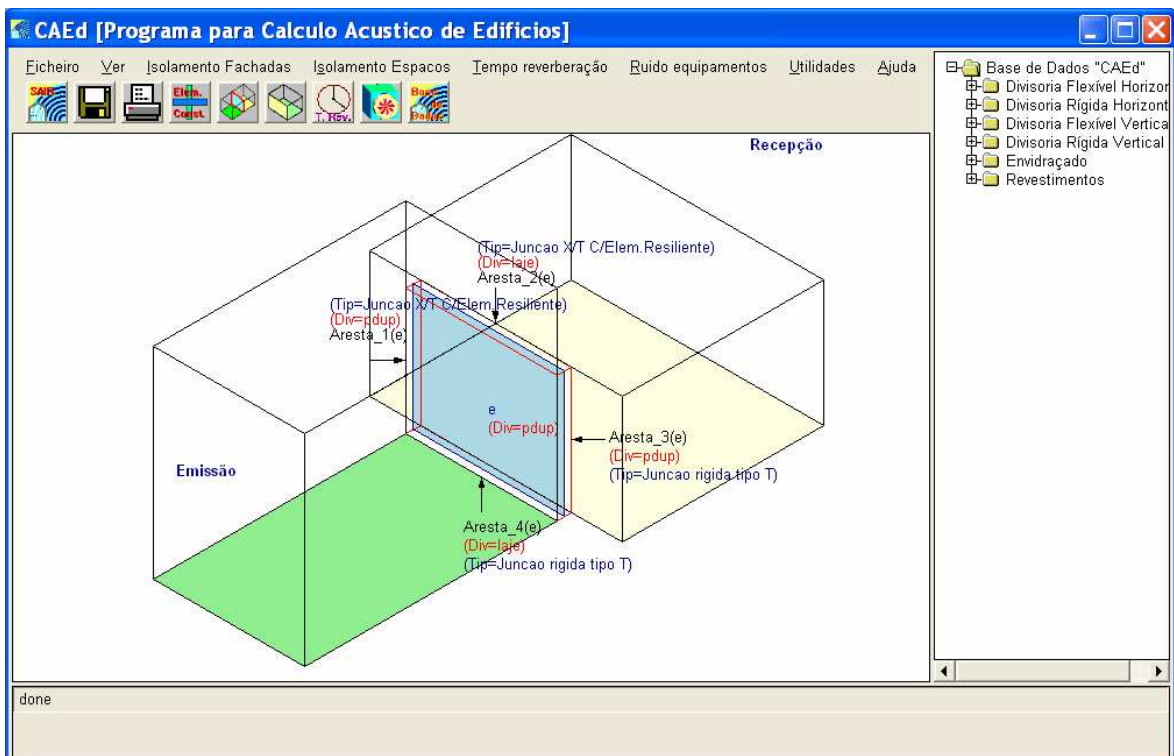 CAEd [Programa para Calculo Acustico de Edificios]
Ficheiro Ver Isolamento Fachadas Isolamento Espacos Tempo reverberação Ruido equipamentos Utilidades Ajuda
SAIR
Elem. Const.
T. Rev.
Base Dados
Base de Dados "CAEd"
Divisoria Flexível Horizor
Divisoria Rígida Horizont
Divisoria Flexível Vertica
Divisoria Rígida Vertical
Envidraçado
Revestimentos
Recepção
(Tip=Juncao X/T C/Elem.Resiliente)
(Div=laje)
Aresta_2(e)
(Tip=Juncao X/T C/Elem.Resiliente)
(Div=pdup)
Aresta_1(e)
e
(Div=pdup)
Aresta_3(e)
(Div=pdup)
(Tip=Juncao rigida tipo T)
Emissão
Aresta_4(e)
(Div=laje)
(Tip=Juncao rigida tipo T)
done